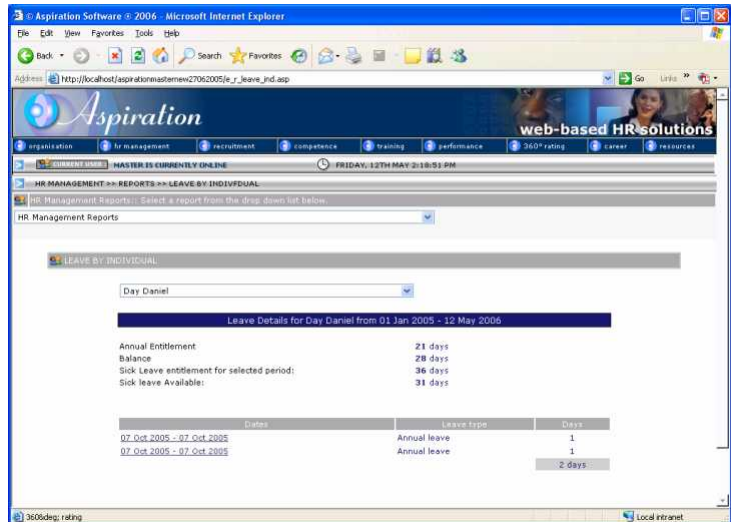 © Aspiration Software ® 2006 - Microsoft Internet Explorer
File Edit View Favorites Tools Help
Back Search Favorites
Address http://localhost/aspirationmasternew27062005/e_r_leave_ind.asp Go Links »
Aspiration
web-based HR solutions
organisation hr management recruitment competence training performance 360° rating career resources
CURRENT USER MASTER IS CURRENTLY ONLINE FRIDAY, 12TH MAY 2:18:51 PM
HR MANAGEMENT >> REPORTS >> LEAVE BY INDIVFDUAL
HR Management Reports:: Select a report from the drop down list below.
HR Management Reports
LEAVE BY INDIVIDUAL
Day Daniel
Leave Details for Day Daniel from 01 Jan 2005 - 12 May 2006
Annual Entitlement 21 days
Balance 28 days
Sick Leave entitlement for selected period: 36 days
Sick leave Available: 31 days
Dates Leave type Days
07 Oct 2005 - 07 Oct 2005 Annual leave 1
07 Oct 2005 - 07 Oct 2005 Annual leave 1
2 days
360&deg; rating Local intranet